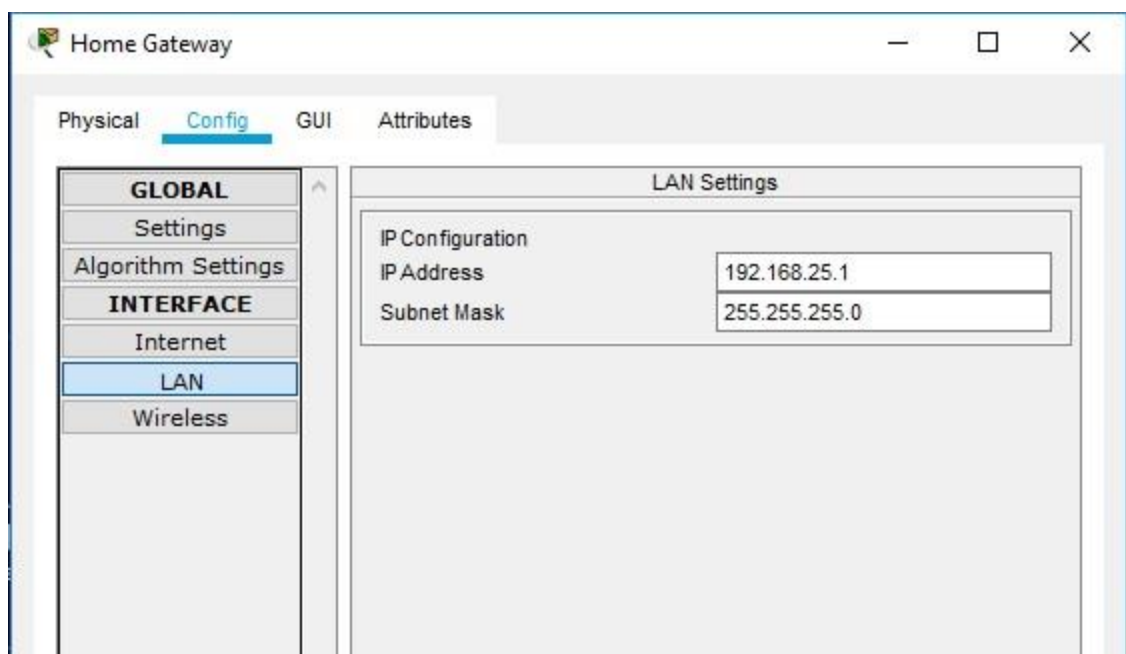 Home Gateway
Physical Config GUI Attributes
GLOBAL
Settings
Algorithm Settings
INTERFACE
Internet
LAN
Wireless
LAN Settings
IP Configuration
IP Address 192.168.25.1
Subnet Mask 255.255.255.0